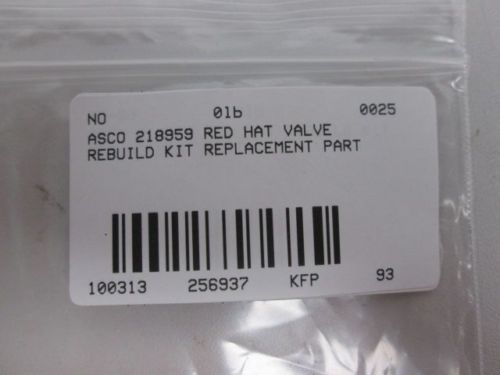 NO 01b 0025
ASCO 218959 RED HAT VALVE
REBUILD KIT REPLACEMENT PART
100313 256937 KFP 93